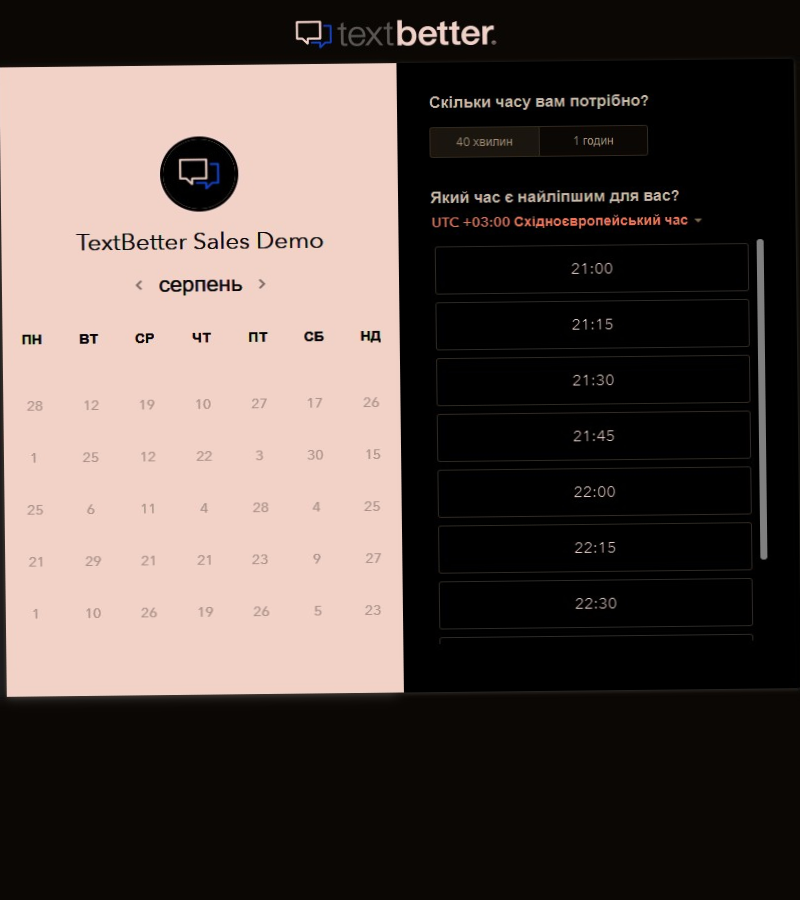 textbetter.
TextBetter Sales Demo
серпень
ПН ВТ СР ЧТ ПТ СБ НД
28 12 19 10 27 17 26
1 25 12 22 3 30 15
25 6 11 4 28 4 25
21 29 21 21 23 9 27
1 10 26 19 26 5 23
Скільки часу вам потрібно?
40 хвилин 1 годин
Який час є найліпшим для вас?
UTC +03:00 Східноєвропейський час
21:00
21:15
21:30
21:45
22:00
22:15
22:30